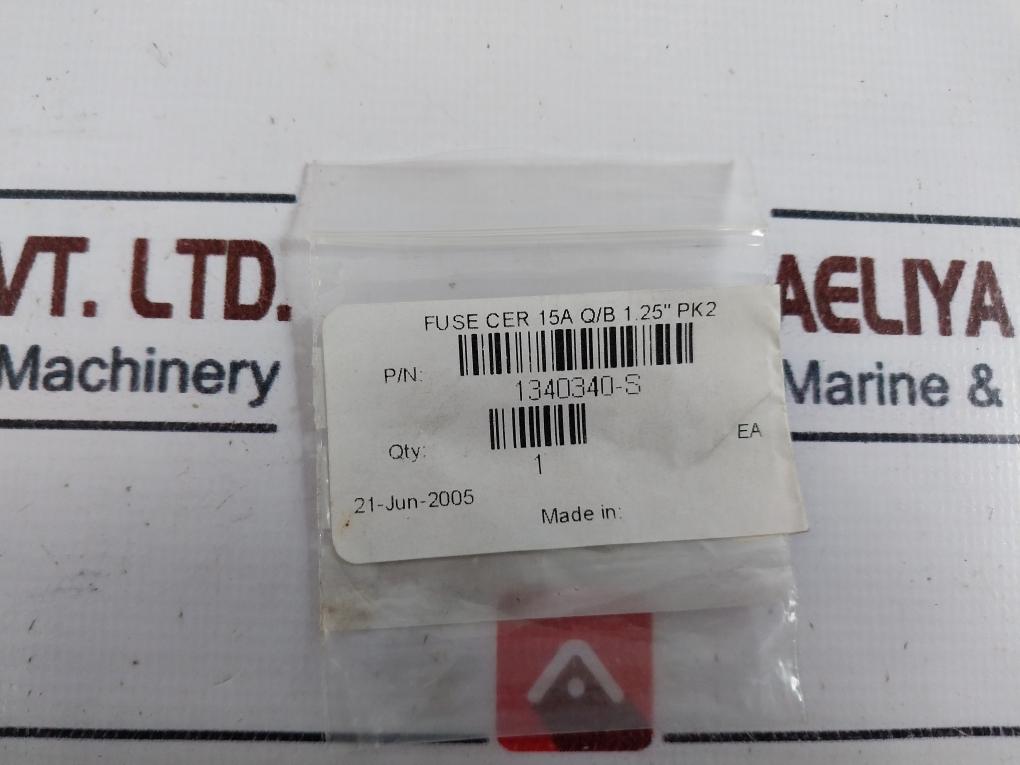 VT. LTD.
AELIYA
Machinery
Marine &
FUSE CER 15A Q/B 1.25" PK2
P/N:
1340340-S
Qty:
1
EA
21-Jun-2005
Made in: